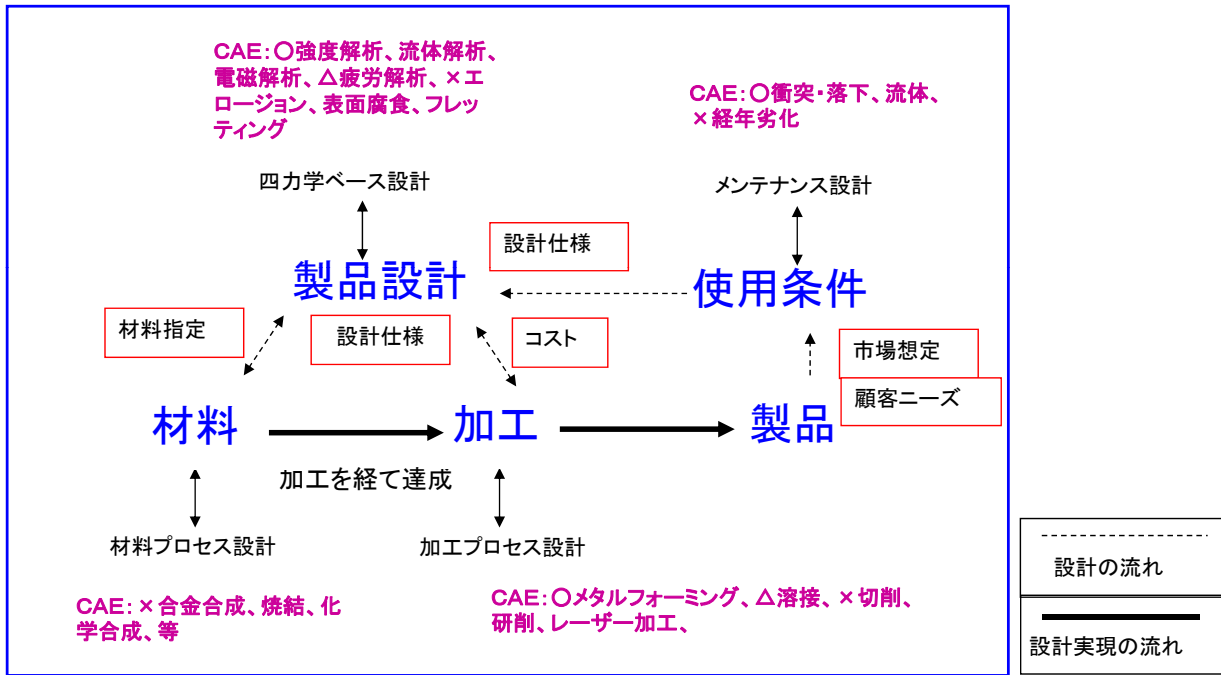 CAE:〇強度解析、流体解析、
電磁解析、△疲労解析、×エ
ロージョン、表面腐食、フレッ
ティング
CAE:〇衝突・落下、流体、
×経年劣化
四力学ベース設計
メンテナンス設計
設計仕様
製品設計
使用条件
材料指定
設計仕様
コスト
市場想定
顧客ニーズ
材料
加工
製品
加工を経て達成
材料プロセス設計
加工プロセス設計
CAE:×合金合成、焼結、化
学合成、等
CAE:〇メタルフォーミング、△溶接、×切削、
研削、レーザー加工、
設計の流れ
設計実現の流れ